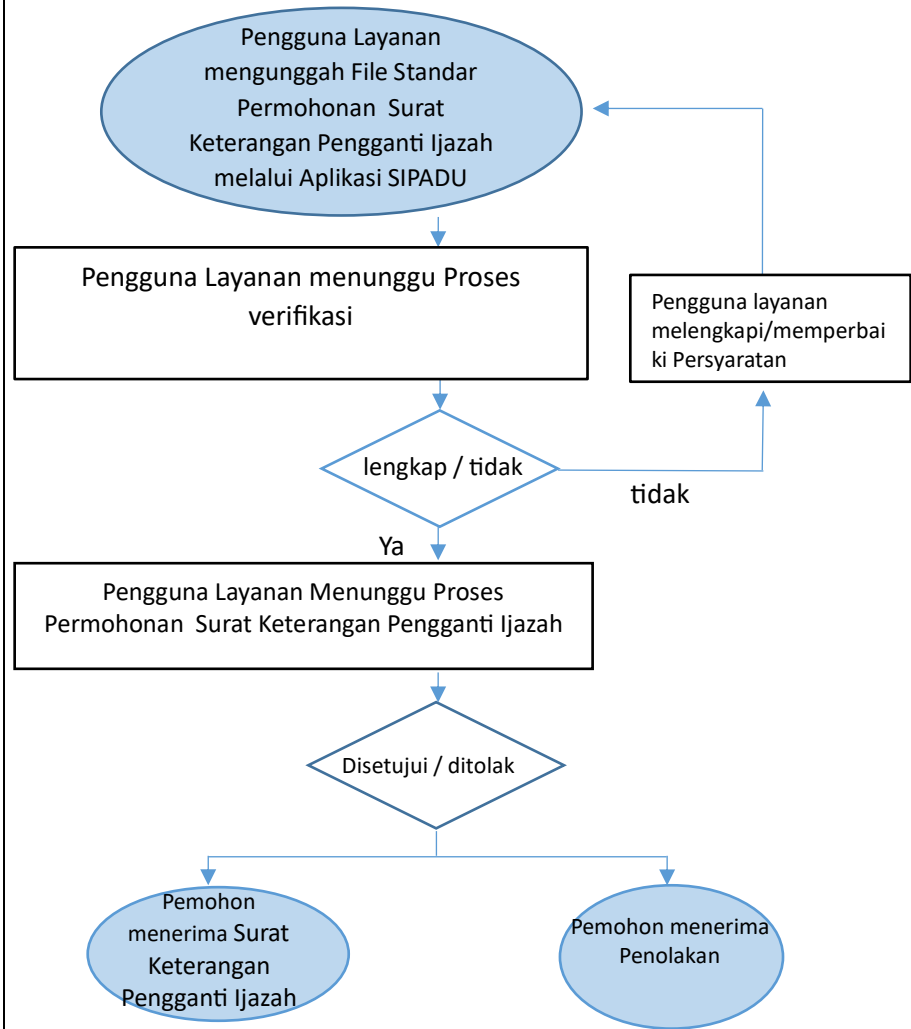 Pengguna Layanan
mengunggah File Standar
Permohonan Surat
Keterangan Pengganti Ijazah
melalui Aplikasi SIPADU
Pengguna Layanan menunggu Proses
verifikasi
Pengguna layanan
melengkapi/memperbai
ki Persyaratan
lengkap / tidak
tidak
Ya
Pengguna Layanan Menunggu Proses
Permohonan Surat Keterangan Pengganti Ijazah
Disetujui / ditolak
Pemohon
menerima Surat
Keterangan
Pengganti Ijazah
Pemohon menerima
Penolakan